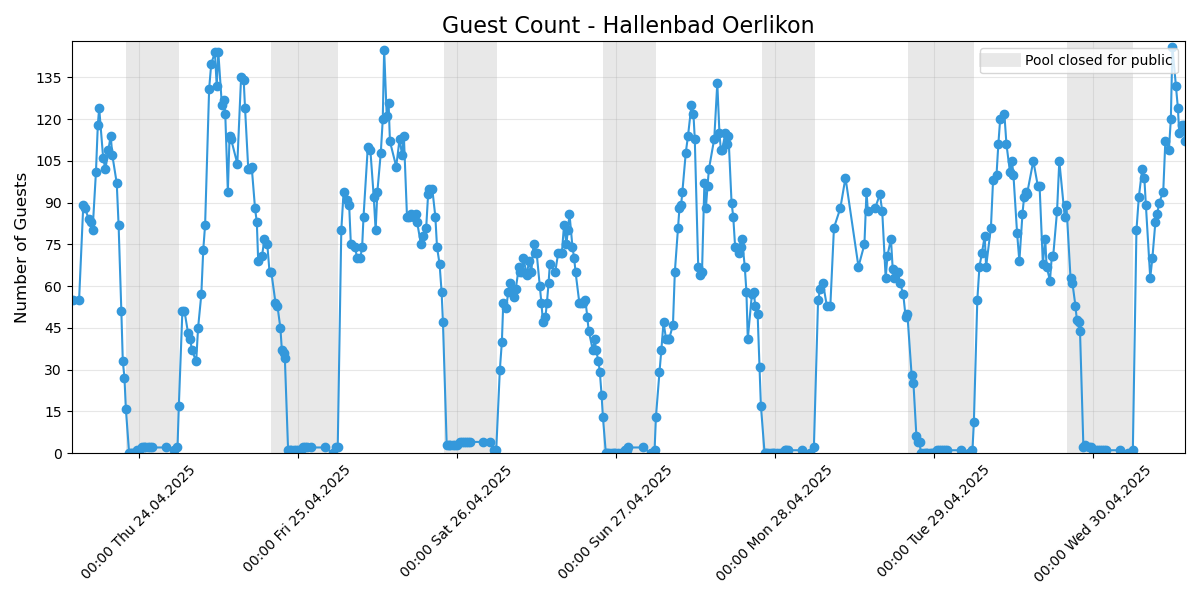 Guest Count - Hallenbad Oerlikon
Pool closed for public
Number of Guests
135
120
105
90
75
60
45
30
15
0
00:00 Thu 24.04.2025
00:00 Fri 25.04.2025
00:00 Sat 26.04.2025
00:00 Sun 27.04.2025
00:00 Mon 28.04.2025
00:00 Tue 29.04.2025
00:00 Wed 30.04.2025